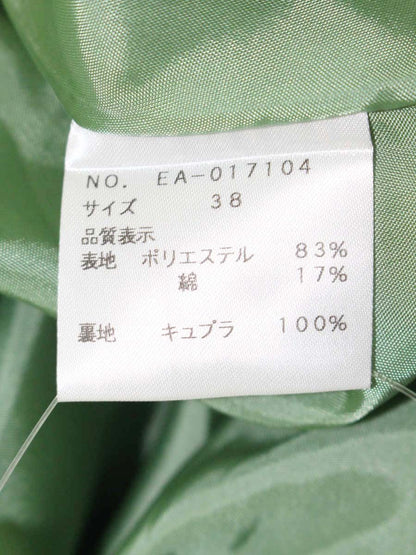 NO. EA-017104
サイズ 38
品質表示
表地 ポリエステル 83%
綿 17%
裏地 キュプラ 100%